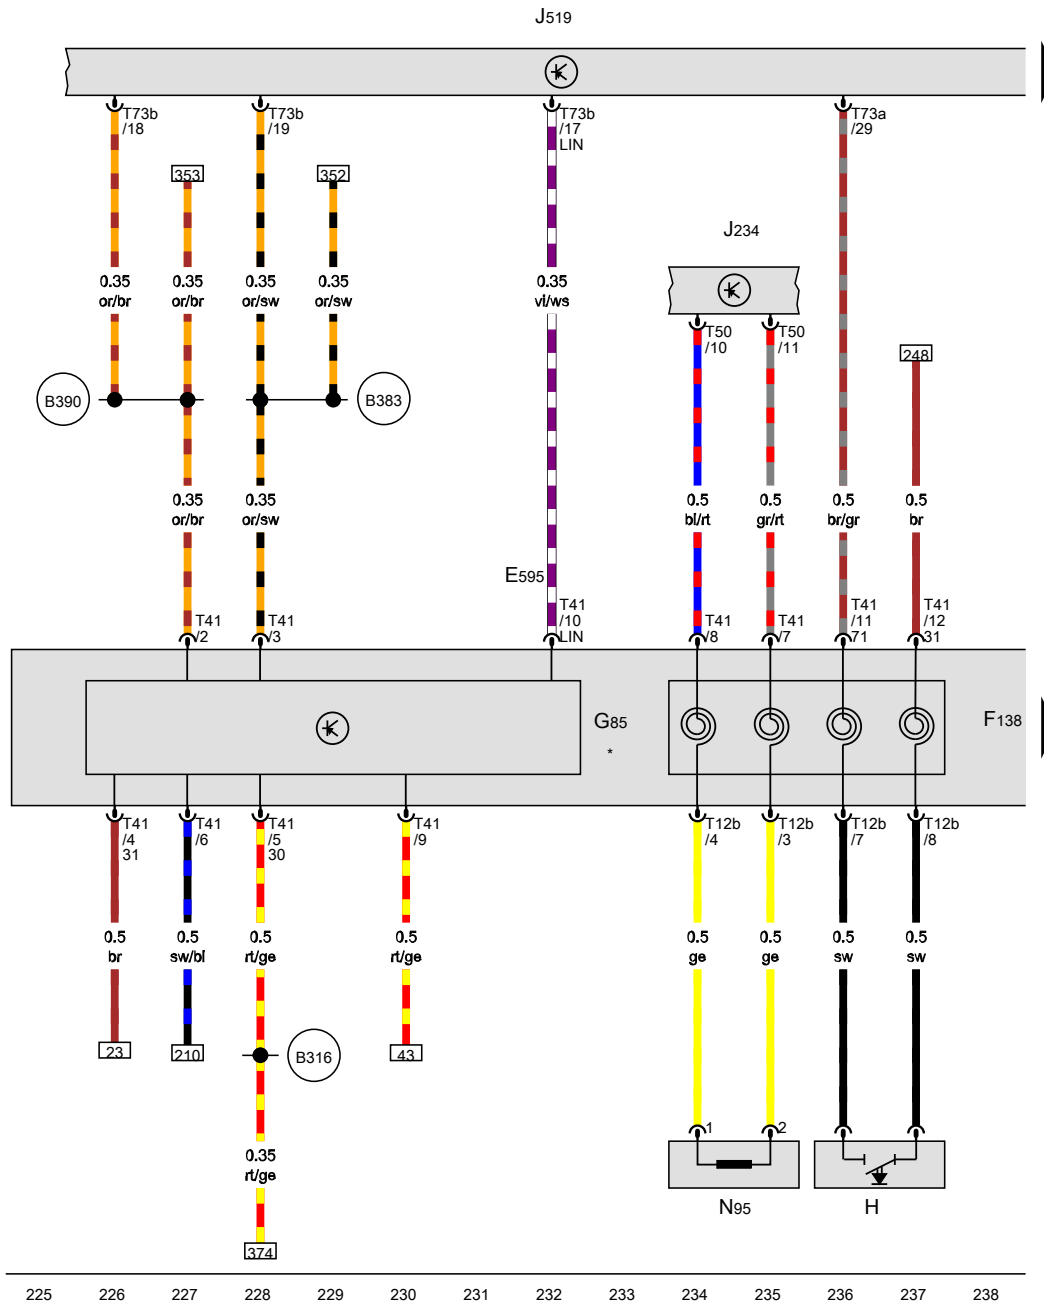 J519
T73b
/18
T73b
/19
T73b
/17
LIN
T73a
/29
353
352
J234
0.35
or/br
0.35
or/br
0.35
or/sw
0.35
or/sw
0.35
vi/ws
T50
/10
T50
/11
248
B390
B383
0.35
or/br
0.35
or/sw
0.5
bl/rt
0.5
gr/rt
0.5
br/gr
0.5
br
E595
T41
/2
T41
/3
T41
/10
LIN
T41
/8
T41
/7
T41
/11
71
T41
/12
31
G85
*
F138
T41
/4
31
T41
/6
T41
/5
30
T41
/9
T12b
/4
T12b
/3
T12b
/7
T12b
/8
0.5
br
0.5
sw/bl
0.5
rt/ge
0.5
rt/ge
0.5
ge
0.5
ge
0.5
sw
0.5
sw
23
210
B316
43
1
2
0.35
rt/ge
N95
H
374
225 226 227 228 229 230 231 232 233 234 235 236 237 238